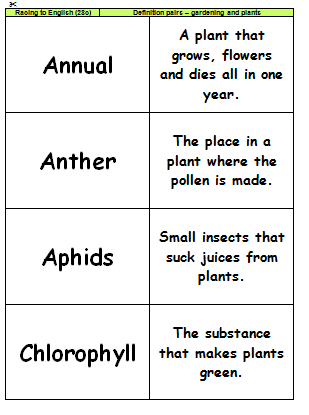 Racing to English (28o) Definition pairs – gardening and plants
Annual
A plant that
grows, flowers
and dies all in one
year.
Anther
The place in a
plant where the
pollen is made.
Aphids
Small insects that
suck juices from
plants.
Chlorophyll
The substance
that makes plants
green.